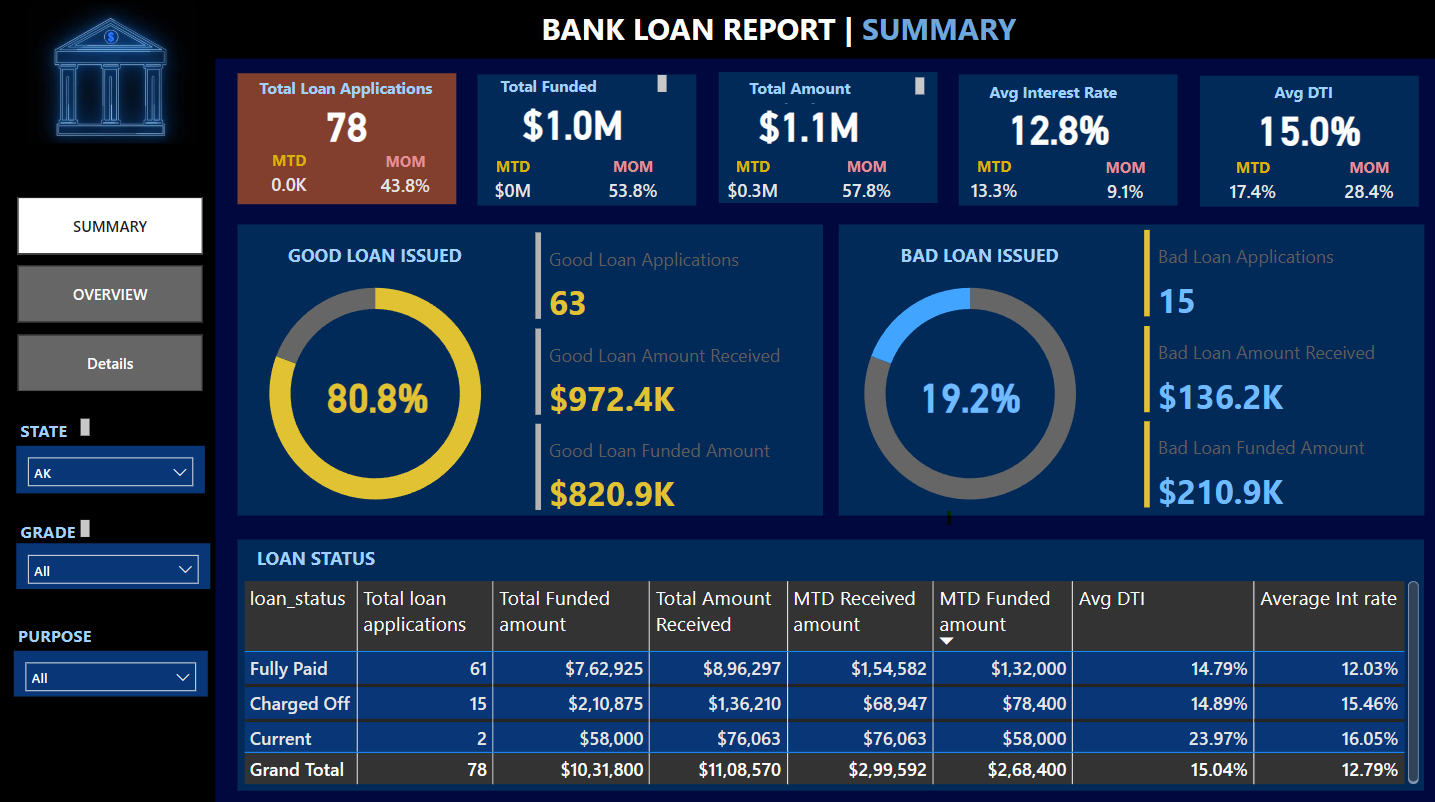 BANK LOAN REPORT | SUMMARY
$
SUMMARY
OVERVIEW
Details
STATE
AK
GRADE
All
PURPOSE
All
Total Loan Applications
78
MTD MOM
0.0K 43.8%
Total Funded
$1.0M
MTD MOM
$0M 53.8%
Total Amount
$1.1M
MTD MOM
$0.3M 57.8%
Avg Interest Rate
12.8%
MTD MOM
13.3% 9.1%
Avg DTI
15.0%
MTD MOM
17.4% 28.4%
GOOD LOAN ISSUED
80.8%
Good Loan Applications
63
Good Loan Amount Received
$972.4K
Good Loan Funded Amount
$820.9K
BAD LOAN ISSUED
19.2%
Bad Loan Applications
15
Bad Loan Amount Received
$136.2K
Bad Loan Funded Amount
$210.9K
LOAN STATUS
loan_status Total loan applications Total Funded amount Total Amount Received MTD Received amount MTD Funded amount Avg DTI Average Int rate
Fully Paid 61 $7,62,925 $8,96,297 $1,54,582 $1,32,000 14.79% 12.03%
Charged Off 15 $2,10,875 $1,36,210 $68,947 $78,400 14.89% 15.46%
Current 2 $58,000 $76,063 $76,063 $58,000 23.97% 16.05%
Grand Total 78 $10,31,800 $11,08,570 $2,99,592 $2,68,400 15.04% 12.79%